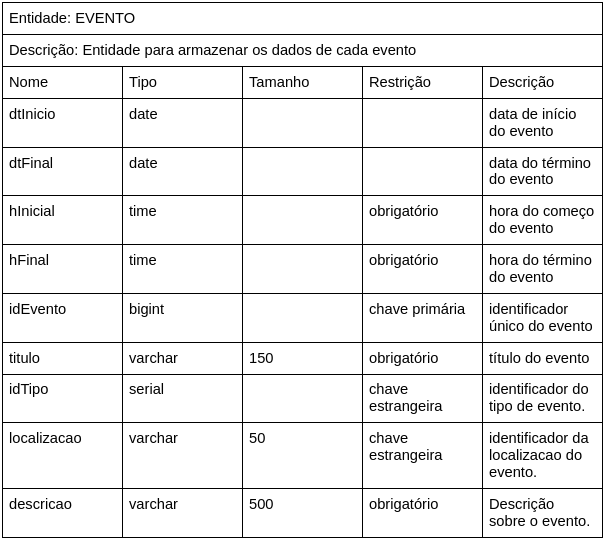 Entidade: EVENTO
Descrição: Entidade para armazenar os dados de cada evento
Nome Tipo Tamanho Restrição Descrição
dtInicio date data de início
do evento
dtFinal date data do término
do evento
hInicial time obrigatório hora do começo
do evento
hFinal time obrigatório hora do término
do evento
idEvento bigint chave primária identificador
único do evento
titulo varchar 150 obrigatório título do evento
idTipo serial chave identificador do
estrangeira tipo de evento.
localizacao varchar 50 chave identificador da
estrangeira localizacao do
evento.
descricao varchar 500 obrigatório Descrição
sobre o evento.